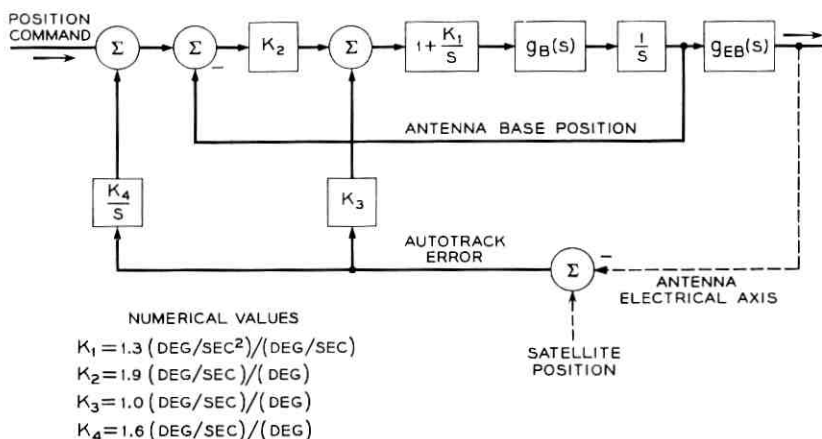 POSITION
COMMAND
Σ
Σ
−
K₂
Σ
1 + K₁/S
g_B(s)
1/S
g_EB(s)
ANTENNA BASE POSITION
K₄/S
K₃
AUTOTRACK
ERROR
Σ
−
ANTENNA
ELECTRICAL AXIS
SATELLITE
POSITION
NUMERICAL VALUES
K₁ = 1.3 (DEG/SEC²)/(DEG/SEC)
K₂ = 1.9 (DEG/SEC)/(DEG)
K₃ = 1.0 (DEG/SEC)/(DEG)
K₄ = 1.6 (DEG/SEC)/(DEG)